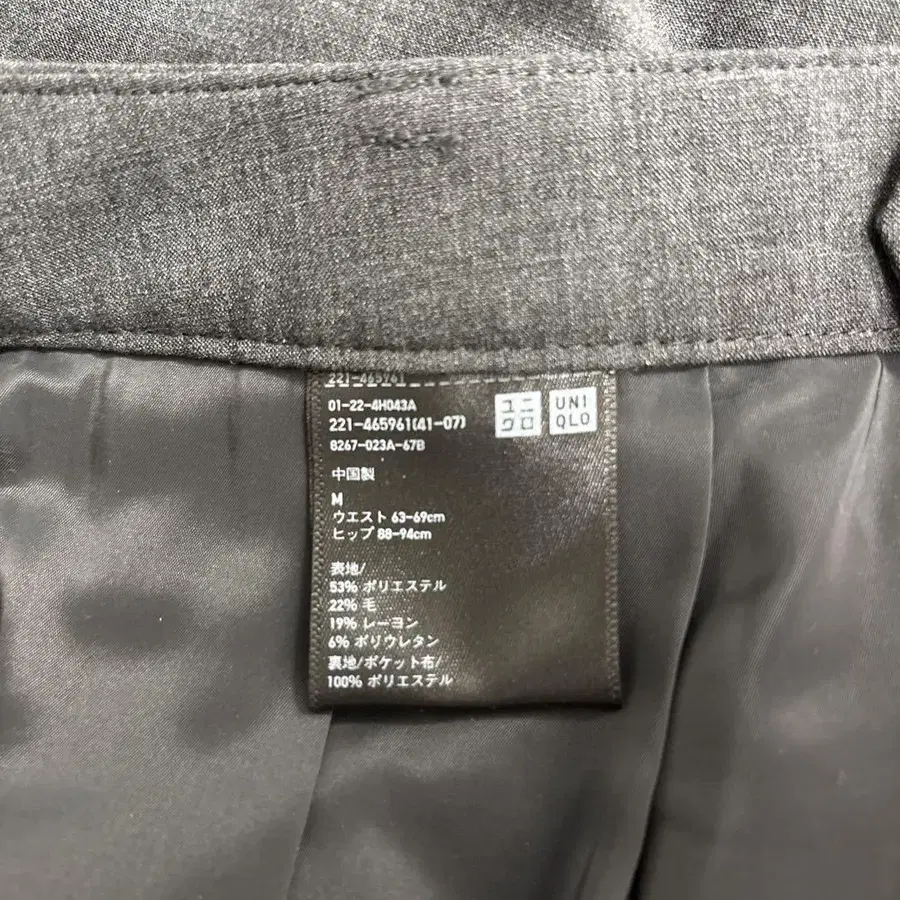 221-465961
01-22-4H043A
221-465961(41-07)
8267-023A-67B
ユニ
クロ
UNI
QLO
中国製
M
ウエスト 63-69cm
ヒップ 88-94cm
表地/
53% ポリエステル
22% 毛
19% レーヨン
6% ポリウレタン
裏地/ポケット布/
100% ポリエステル